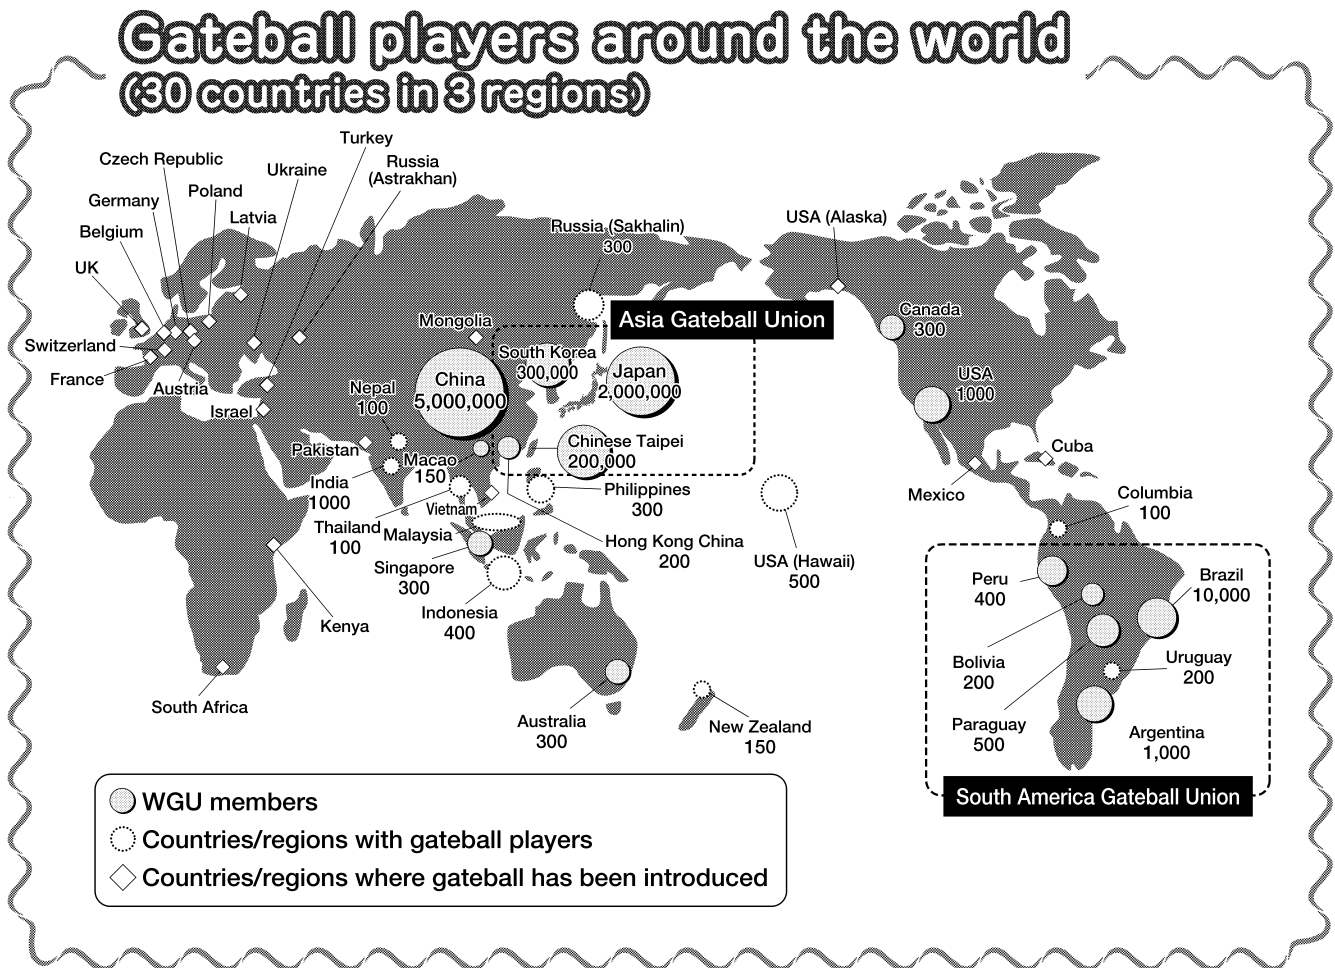 Gateball players around the world
(30 countries in 3 regions)
Turkey
Czech Republic
Ukraine
Russia
(Astrakhan)
Germany
Poland
Latvia
Belgium
UK
Switzerland
France
Austria
Israel
Russia (Sakhalin)
300
USA (Alaska)
Asia Gateball Union
Mongolia
South Korea
300,000
Japan
2,000,000
China
5,000,000
Nepal
100
Chinese Taipei
200,000
Pakistan
Macao
150
India
1000
Thailand
100
Vietnam
Malaysia
Philippines
300
Hong Kong China
200
Singapore
300
Indonesia
400
USA (Hawaii)
500
Canada
300
USA
1000
Cuba
Mexico
Columbia
100
Peru
400
Brazil
10,000
Bolivia
200
Uruguay
200
Paraguay
500
Argentina
1,000
South America Gateball Union
Kenya
South Africa
Australia
300
New Zealand
150
WGU members
Countries/regions with gateball players
Countries/regions where gateball has been introduced